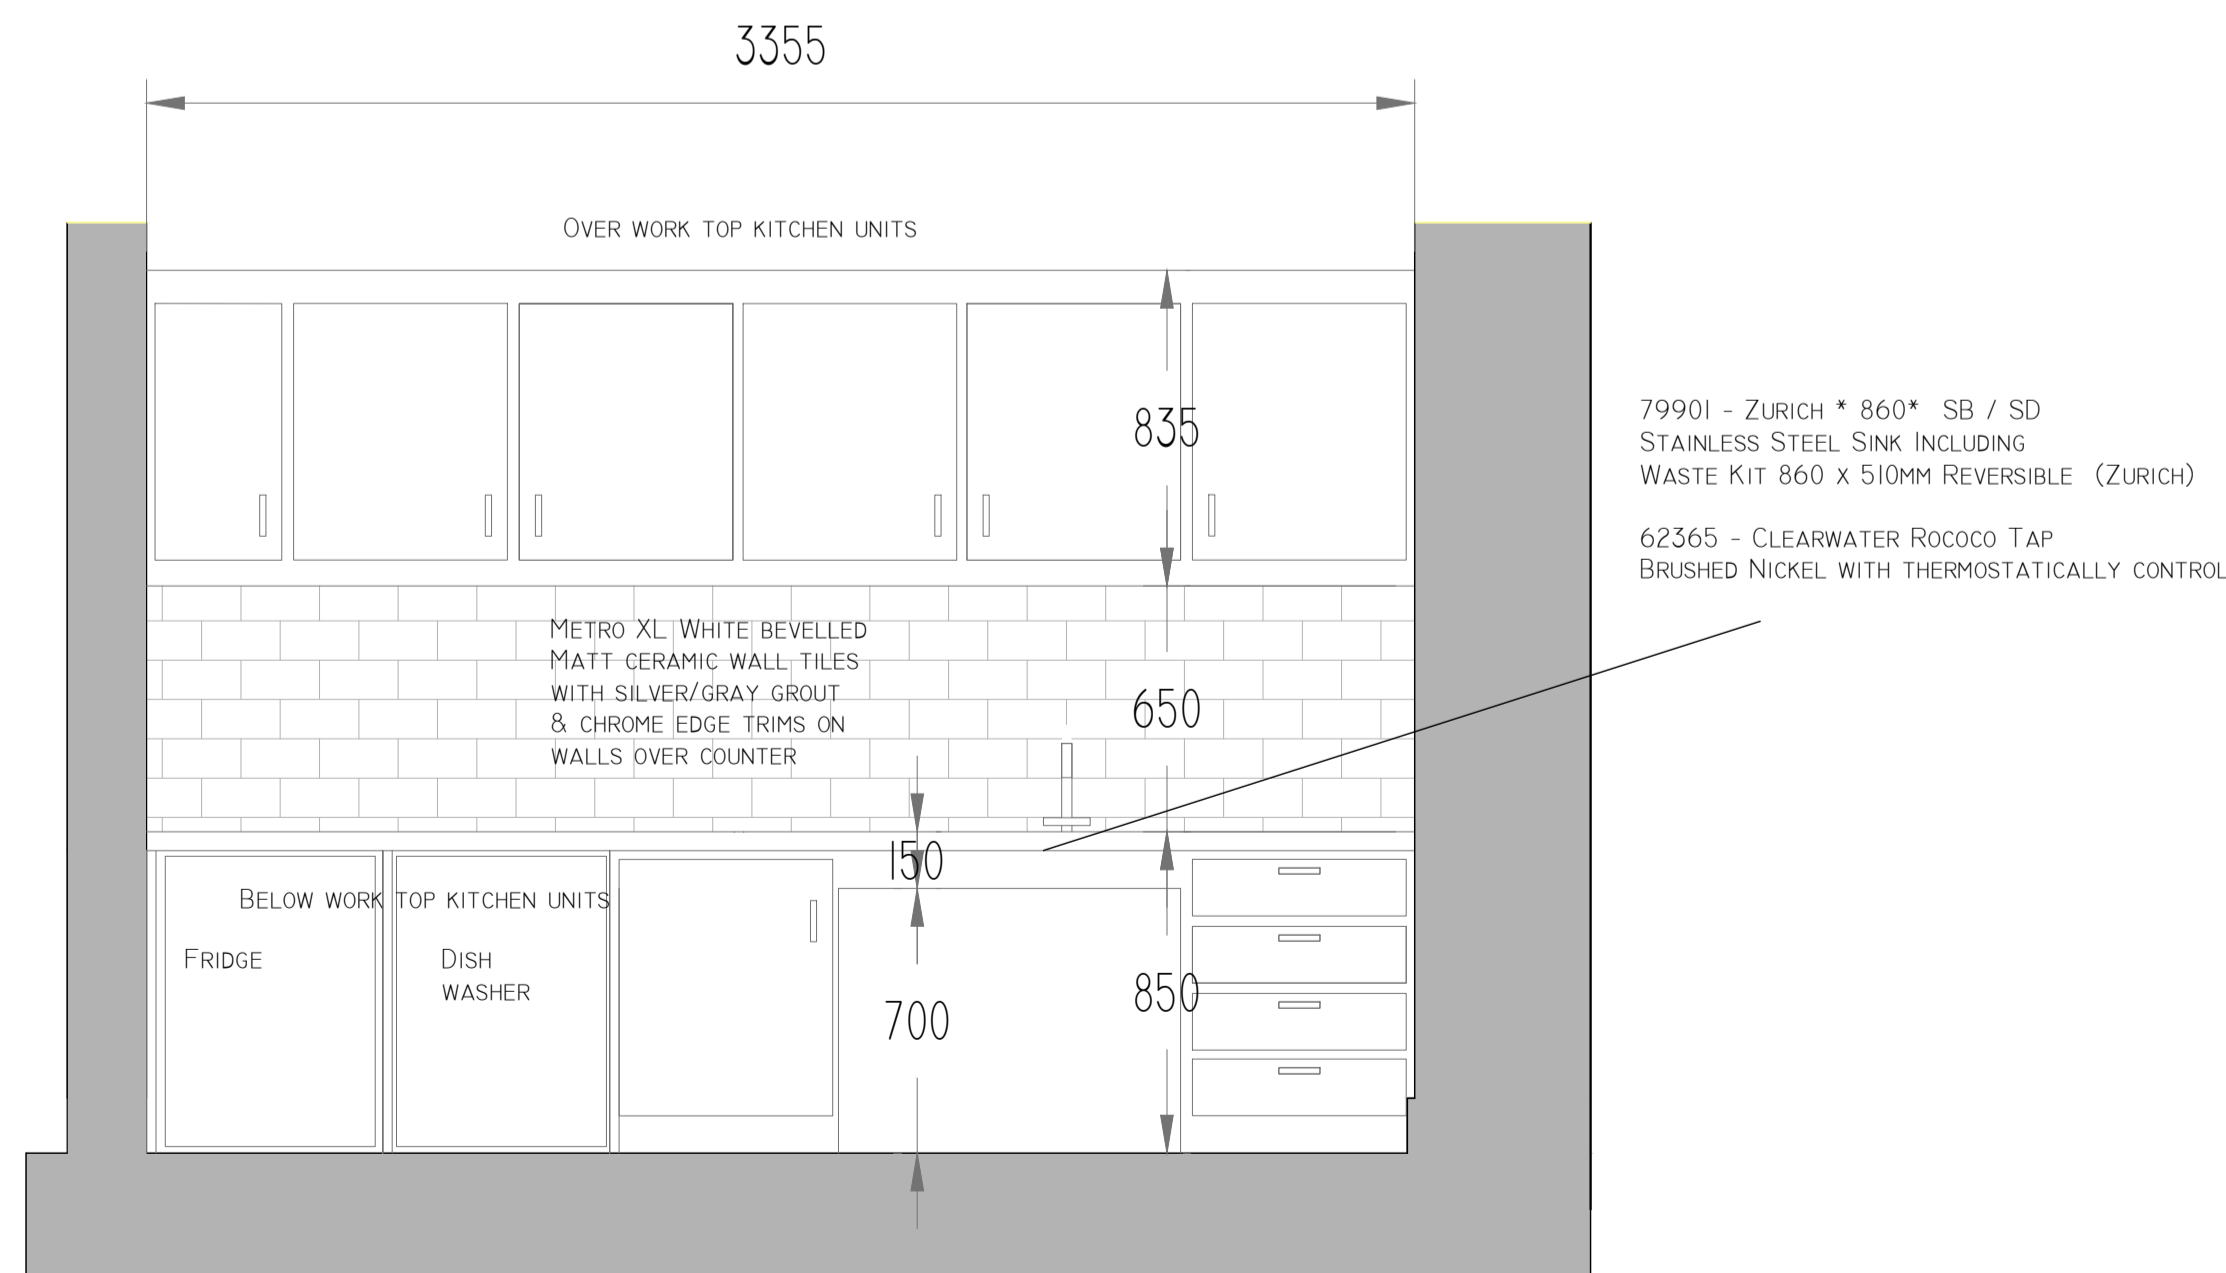 3355
Over work top kitchen units
835
79901 - Zurich * 860* SB / SD
Stainless Steel Sink Including
Waste Kit 860 x 510mm Reversible (Zurich)
62365 - Clearwater Rococo Tap
Brushed Nickel with thermostatically control
Metro XL White bevelled
Matt ceramic wall tiles
with silver/gray grout
& chrome edge trims on
walls over counter
650
150
Below work top kitchen units
Fridge
Dish
washer
850
700